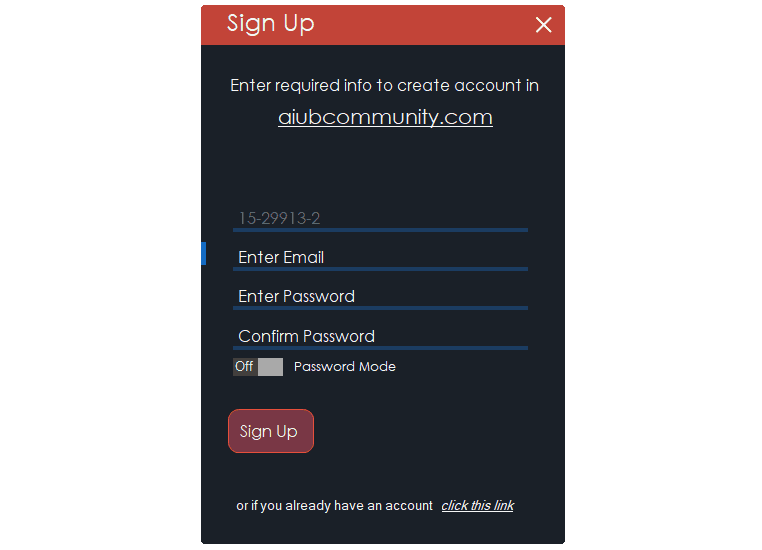 Sign Up
Enter required info to create account in
aiubcommunity.com
15-29913-2
Enter Email
Enter Password
Confirm Password
Off Password Mode
Sign Up
or if you already have an account click this link